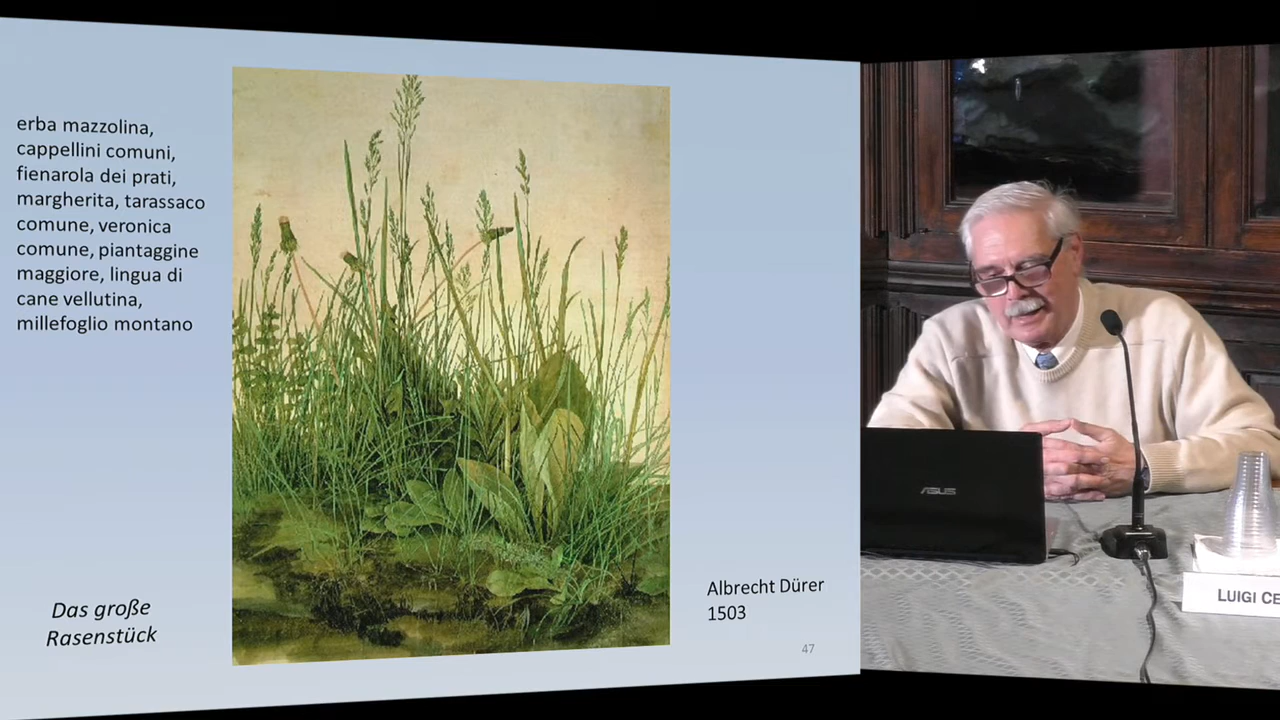 erba mazzolina,
cappellini comuni,
fienarola dei prati,
margherita, tarassaco
comune, veronica
comune, piantaggine
maggiore, lingua di
cane vellutina,
millefoglio montano
Das große
Rasenstück
Albrecht Dürer
1503
47
ASUS
LUIGI CE